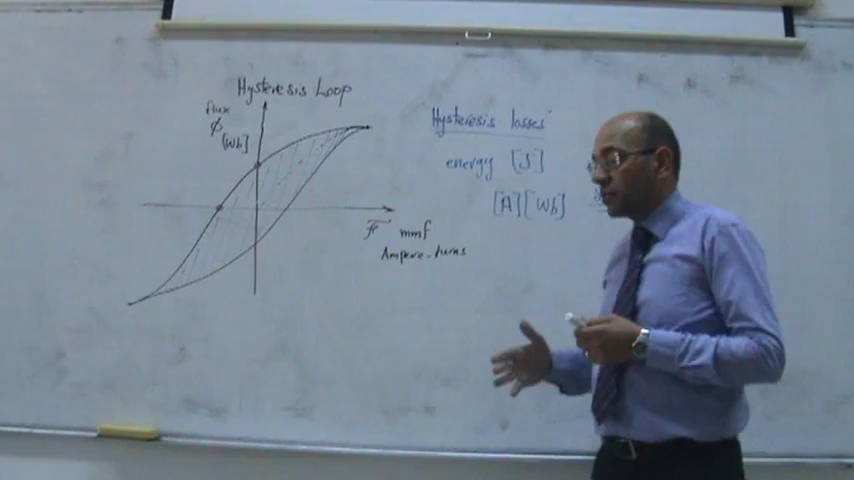 Hysteresis Loop
flux
ϕ
[Wb]
ℱ mmf
Ampere-turns
Hysteresis losses
energy [J]
[A][Wb]